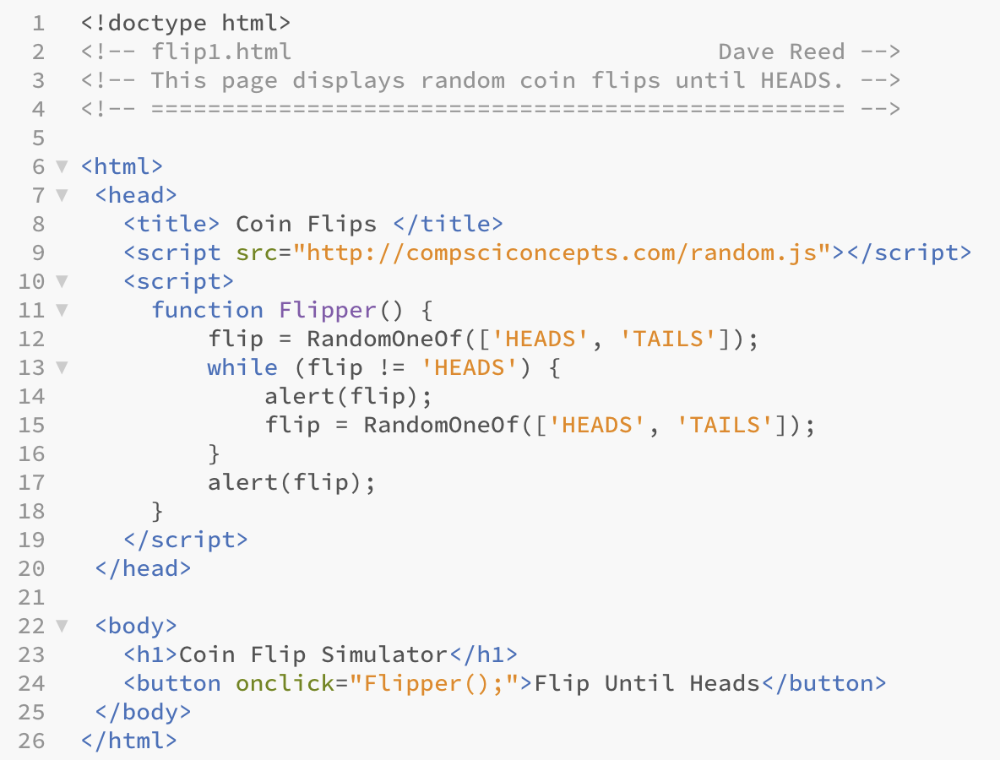 1 <!doctype html>
2 <!-- flip1.html                              Dave Reed -->
3 <!-- This page displays random coin flips until HEADS. -->
4 <!-- ================================================= -->
5
6 <html>
7  <head>
8    <title> Coin Flips </title>
9    <script src="http://compsciconcepts.com/random.js"></script>
10    <script>
11      function Flipper() {
12          flip = RandomOneOf(['HEADS', 'TAILS']);
13          while (flip != 'HEADS') {
14              alert(flip);
15              flip = RandomOneOf(['HEADS', 'TAILS']);
16          }
17          alert(flip);
18      }
19    </script>
20  </head>
21
22  <body>
23    <h1>Coin Flip Simulator</h1>
24    <button onclick="Flipper();">Flip Until Heads</button>
25  </body>
26 </html>